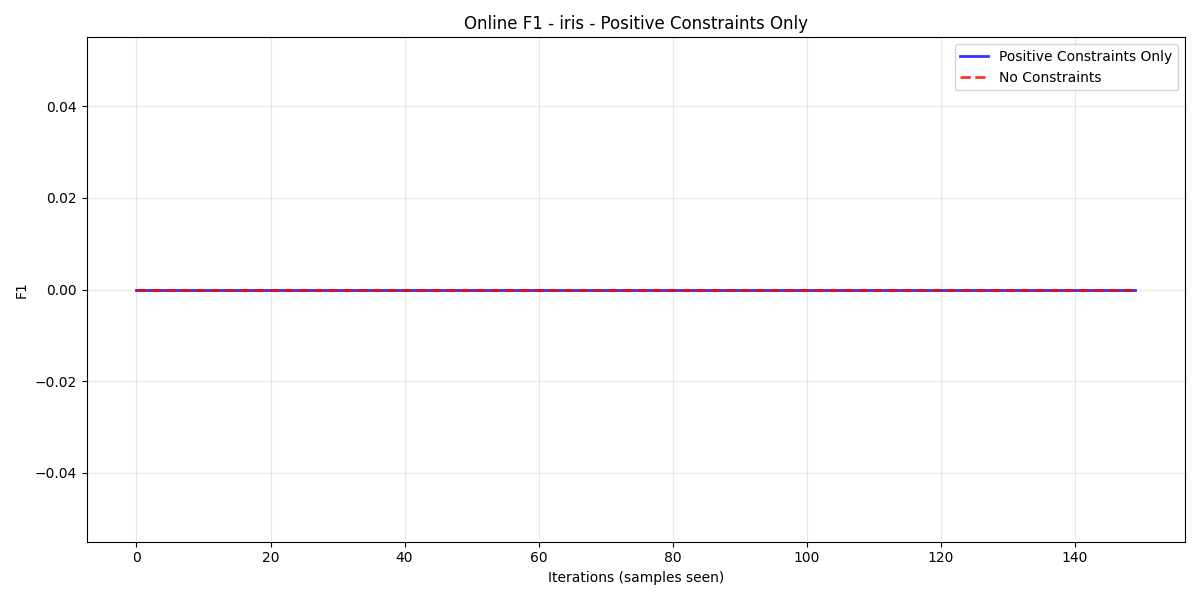 Online F1 - iris - Positive Constraints Only
Positive Constraints Only
No Constraints
F1
0.04
0.02
0.00
−0.02
−0.04
0 20 40 60 80 100 120 140
Iterations (samples seen)